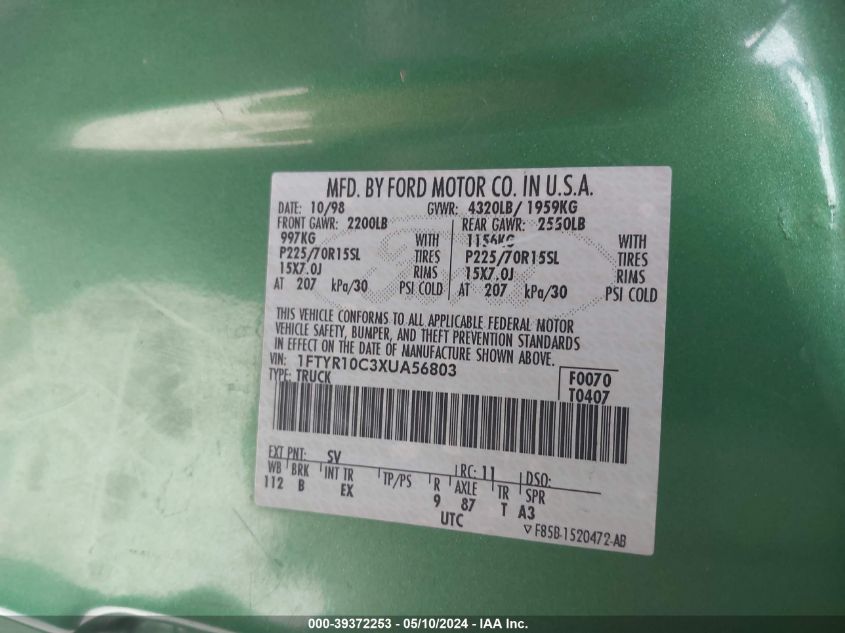 MFD. BY FORD MOTOR CO. IN U.S.A.
DATE: 10/98 GVWR: 4320LB/ 1959KG
FRONT GAWR: 2200LB REAR GAWR: 2550LB
997KG WITH 1156KG WITH
P225/70R15SL TIRES P225/70R15SL TIRES
15X7.0J RIMS 15X7.0J RIMS
AT 207 kPa/30 PSI COLD AT 207 kPa/30 PSI COLD
THIS VEHICLE CONFORMS TO ALL APPLICABLE FEDERAL MOTOR
VEHICLE SAFETY, BUMPER, AND THEFT PREVENTION STANDARDS
IN EFFECT ON THE DATE OF MANUFACTURE SHOWN ABOVE.
VIN: 1FTYR10C3XUA56803
TYPE: TRUCK F0070
T0407
EXT PNT: SV RC: 11 DSO:
WB BRK INT TR TP/PS R AXLE TR SPR
112 B EX 9 87 T A3
UTC
▽ F85B-1520472-AB
000-39372253 - 05/10/2024 - IAA Inc.